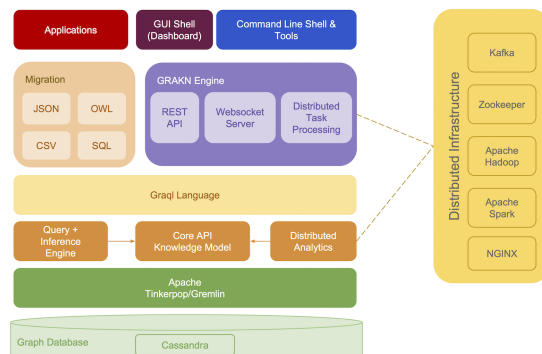 Applications
GUI Shell
(Dashboard)
Command Line Shell &
Tools
Migration
JSON
OWL
CSV
SQL
GRAKN Engine
REST
API
Websocket
Server
Distributed
Task
Processing
Graql Language
Query +
Inference
Engine
Core API
Knowledge Model
Distributed
Analytics
Apache
Tinkerpop/Gremlin
Graph Database
Cassandra
Distributed Infrastructure
Kafka
Zookeeper
Apache
Hadoop
Apache
Spark
NGINX